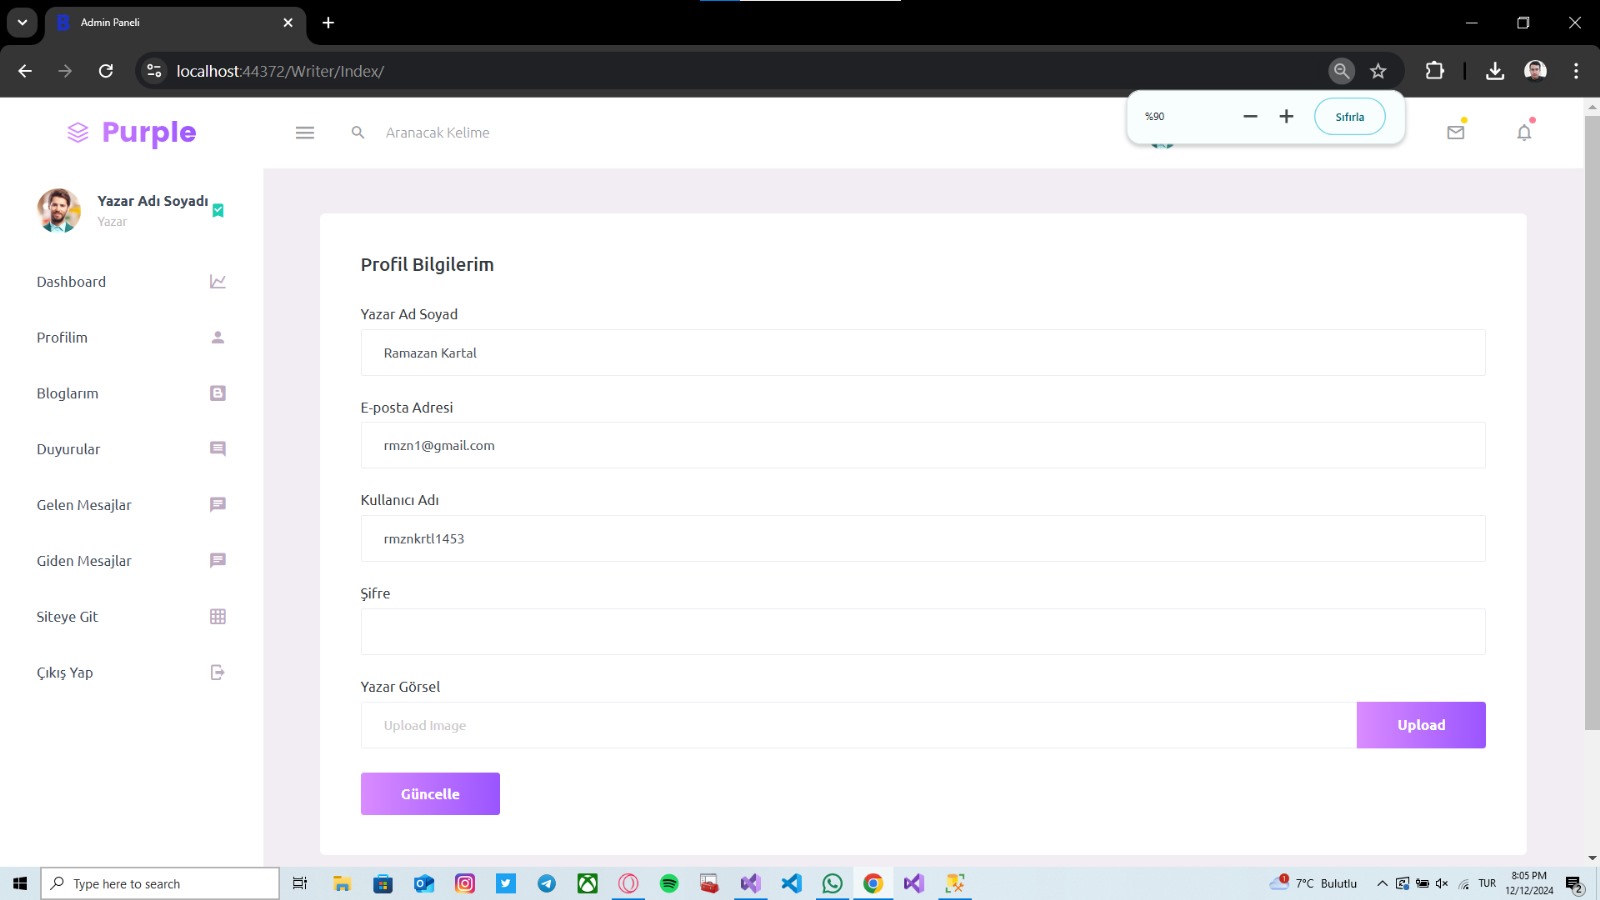 Admin Paneli
localhost:44372/Writer/Index/
%90
Sıfırla
Purple
Aranacak Kelime
Yazar Adı Soyadı
Yazar
Dashboard
Profilim
Bloglarım
Duyurular
Gelen Mesajlar
Giden Mesajlar
Siteye Git
Çıkış Yap
Profil Bilgilerim
Yazar Ad Soyad
Ramazan Kartal
E-posta Adresi
rmzn1@gmail.com
Kullanıcı Adı
rmznkrtl1453
Şifre
Yazar Görsel
Upload Image
Upload
Güncelle
Type here to search
1
7°C Bulutlu
TUR
8:05 PM
12/12/2024
2